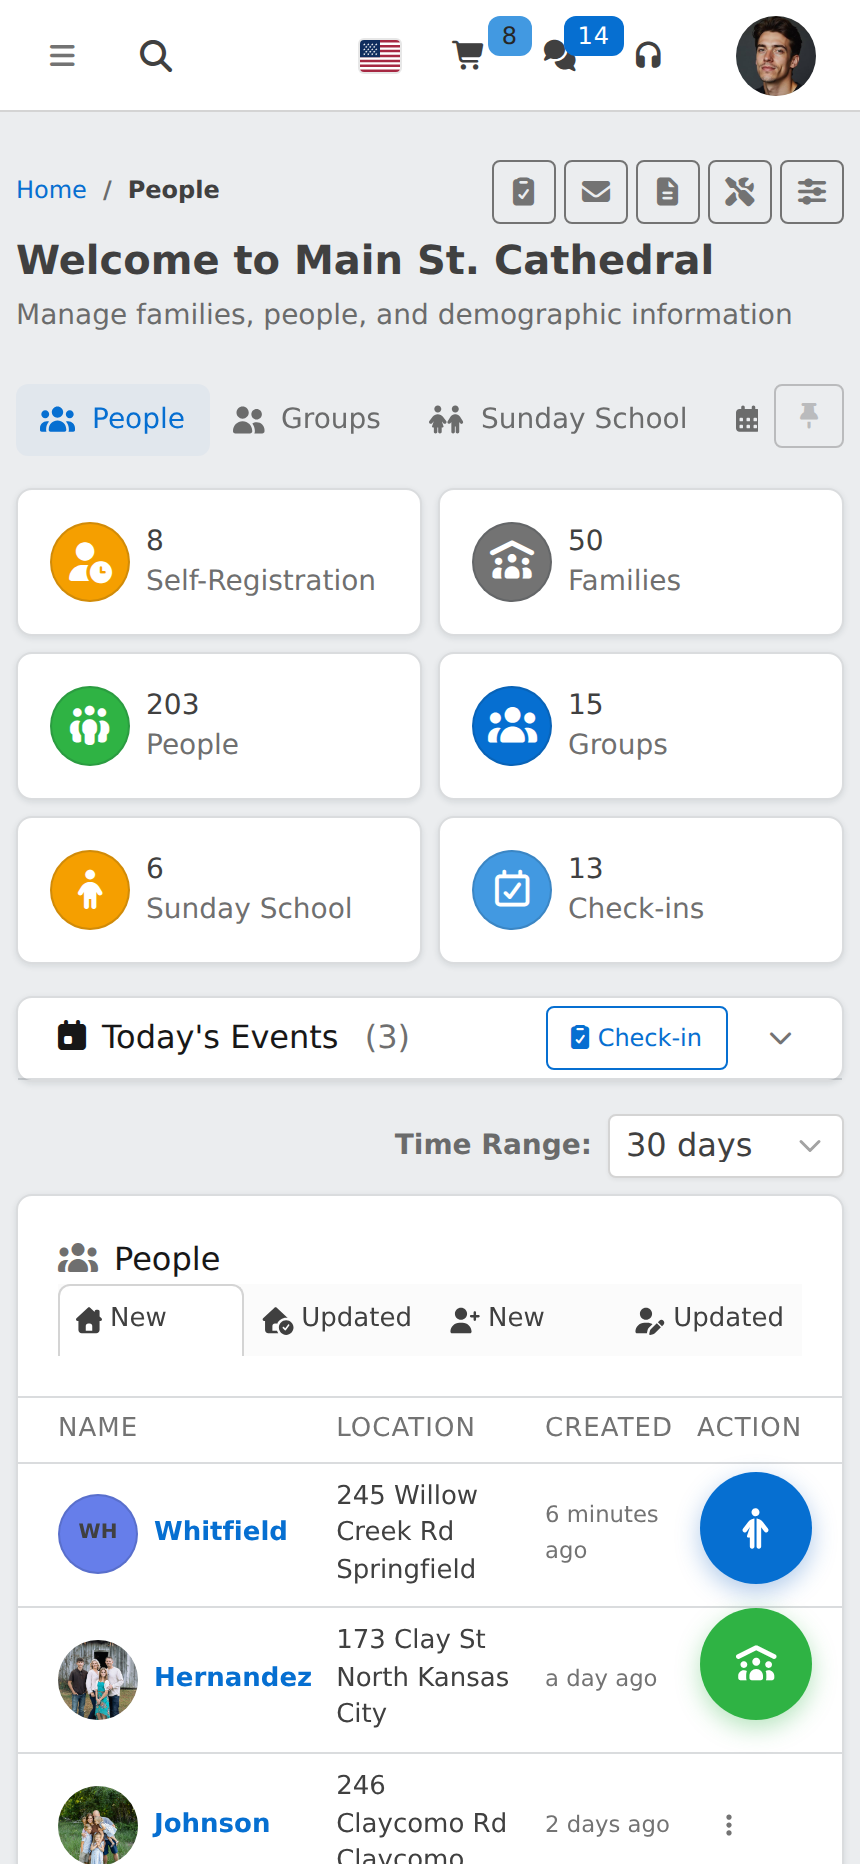 8
14
Home / People
Welcome to Main St. Cathedral
Manage families, people, and demographic information
People
Groups
Sunday School
8
Self-Registration
50
Families
203
People
15
Groups
6
Sunday School
13
Check-ins
Today's Events (3)
Check-in
Time Range:
30 days
People
New
Updated
New
Updated
NAME LOCATION CREATED ACTION
WH
Whitfield
245 Willow
Creek Rd
Springfield
6 minutes
ago
Hernandez
173 Clay St
North Kansas
City
a day ago
Johnson
246
Claycomo Rd
Claycomo
2 days ago